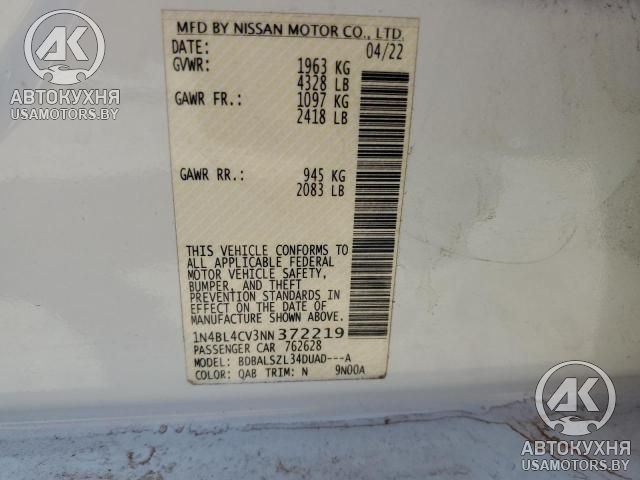 MFD BY NISSAN MOTOR CO., LTD.
DATE: 04/22
GVWR: 1963 KG
4328 LB
GAWR FR.: 1097 KG
2418 LB
GAWR RR.: 945 KG
2083 LB
THIS VEHICLE CONFORMS TO
ALL APPLICABLE FEDERAL
MOTOR VEHICLE SAFETY,
BUMPER, AND THEFT
PREVENTION STANDARDS IN
EFFECT ON THE DATE OF
MANUFACTURE SHOWN ABOVE.
1N4BL4CV3NN372219
PASSENGER CAR 762628
MODEL: BDBALSZL34DUAD---A
COLOR: QAB TRIM: N 9N00A
АК
АВТОКУХНЯ
USAMOTORS.BY
АК
АВТОКУХНЯ
USAMOTORS.BY